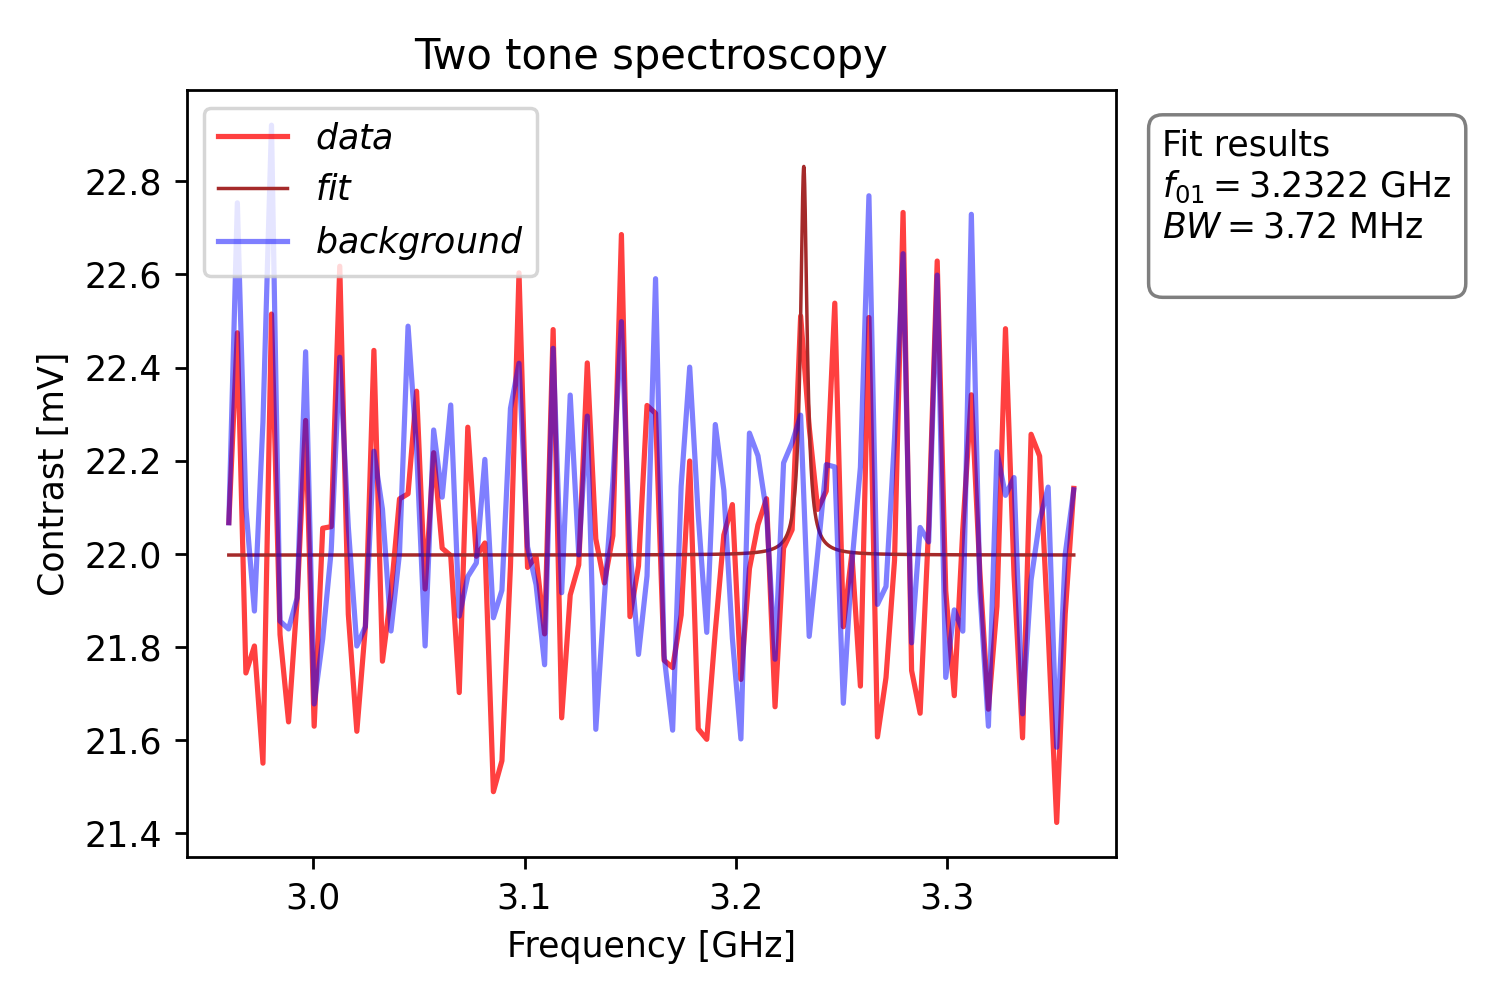 Two tone spectroscopy
data
fit
background
Fit results
f01 = 3.2322 GHz
BW = 3.72 MHz
Contrast [mV]
22.8
22.6
22.4
22.2
22.0
21.8
21.6
21.4
3.0 3.1 3.2 3.3
Frequency [GHz]